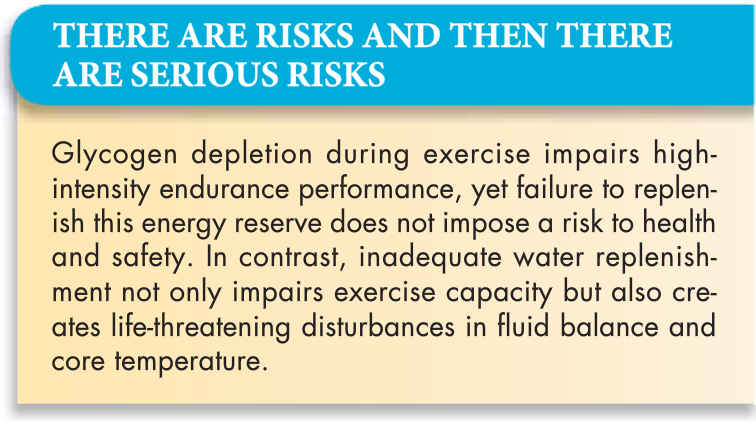 THERE ARE RISKS AND THEN THERE
ARE SERIOUS RISKS
Glycogen depletion during exercise impairs high-
intensity endurance performance, yet failure to replen-
ish this energy reserve does not impose a risk to health
and safety. In contrast, inadequate water replenish-
ment not only impairs exercise capacity but also cre-
ates life-threatening disturbances in fluid balance and
core temperature.